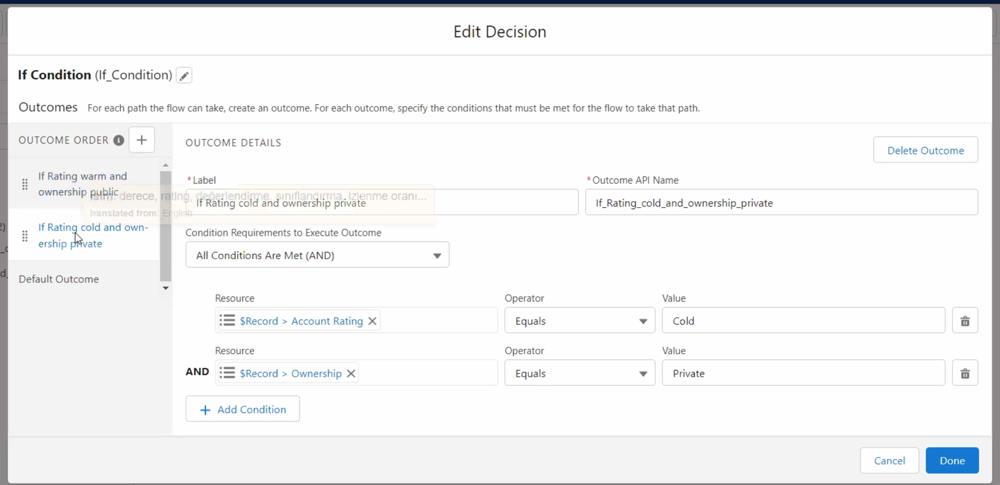 Edit Decision
If Condition (If_Condition)
Outcomes For each path the flow can take, create an outcome. For each outcome, specify the conditions that must be met for the flow to take that path.
OUTCOME ORDER
If Rating warm and
ownership public
If Rating cold and own-
ership private
Default Outcome
OUTCOME DETAILS
Delete Outcome
*Label
If Rating cold and ownership private
*Outcome API Name
If_Rating_cold_and_ownership_private
isim: derece, rating, değerlendirme, sınıflandırma, izlenme oranı...
translated from: English
Condition Requirements to Execute Outcome
All Conditions Are Met (AND)
Resource Operator Value
$Record > Account Rating Equals Cold
Resource Operator Value
AND $Record > Ownership Equals Private
+ Add Condition
Cancel Done